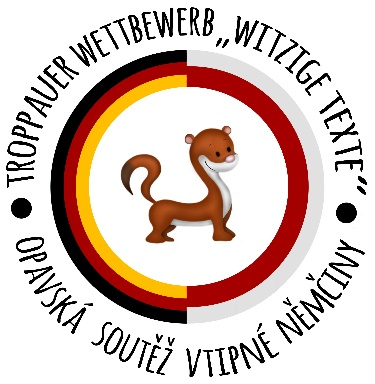 TROPPAUER WETTBEWERB „WITZIGE TEXTE“
OPAVSKÁ SOUTĚŽ VTIPNÉ NĚMČINY